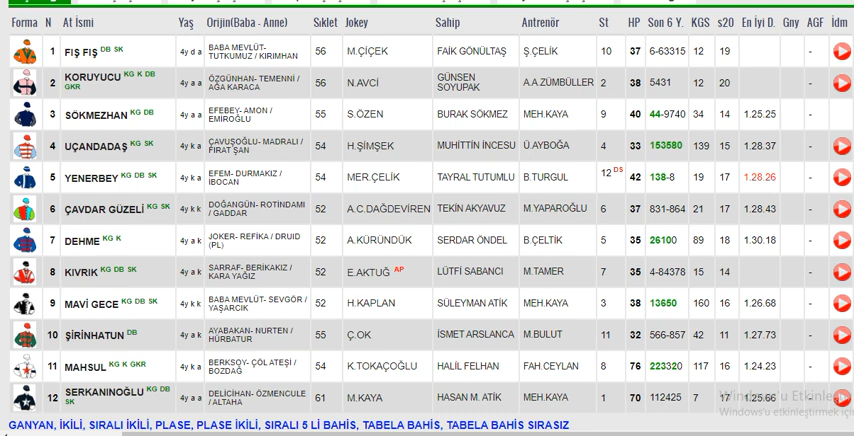 Forma N At İsmi Yaş Orijin(Baba - Anne) Sıklet Jokey Sahip Antrenör St HP Son 6 Y. KGS s20 En İyi D. Gny AGF İdm
1 FIŞ FIŞ DB SK 4y d a BABA MEVLÜT- TUTKUMUZ / KIRIMHAN 56 M.ÇİÇEK FAİK GÖNÜLTAŞ Ş.ÇELİK 10 37 6-63315 12 19 -
2 KORUYUCU KG K DB GKR 4y a a ÖZGÜNHAN- TEMENNİ / AĞA KARACA 56 N.AVCİ GÜNSEN SOYUPAK A.A.ZÜMBÜLLER 2 38 5431 12 20 -
3 SÖKMEZHAN KG DB 4y a a EFEBEY- AMON / EMİROĞLU 55 S.ÖZEN BURAK SÖKMEZ MEH.KAYA 9 40 44-9740 34 14 1.25.25 -
4 UÇANDADAŞ KG SK 4y k a ÇAVUŞOĞLU- MADRALI / FIRAT ŞAN 54 H.ŞİMŞEK MUHİTTİN İNCESU Ü.AYBOĞA 4 33 153580 139 15 1.28.37 -
5 YENERBEY KG DB SK 4y k a EFEM- DURMAKIZ / İBOCAN 54 MER.ÇELİK TAYRAL TUTUMLU B.TURGUL 12 DS 42 138-8 19 17 1.28.26 -
6 ÇAVDAR GÜZELİ KG SK 4y k k DOĞANGÜN- ROTİNDAMI / GADDAR 52 A.C.DAĞDEVİREN TEKİN AKYAVUZ M.YAPAROĞLU 6 37 831-864 21 17 1.28.43 -
7 DEHME KG K 4y a k JOKER- REFİKA / DRUID (PL) 52 A.KÜRÜNDÜK SERDAR ÖNDEL B.ÇELTİK 5 35 26100 89 18 1.30.18 -
8 KIVRIK KG DB SK 4y a k SARRAF- BERİKAKIZ / KARA YAĞIZ 52 E.AKTUĞ AP LÜTFİ SABANCI M.TAMER 7 35 4-84378 15 14 -
9 MAVİ GECE KG DB SK 4y k k BABA MEVLÜT- SEVGÖR / YAŞARCIK 52 H.KAPLAN SÜLEYMAN ATİK MEH.KAYA 3 38 13650 160 16 1.26.68 -
10 ŞİRİNHATUN DB 4y a k AYABAKAN- NURTEN / HÜRBATUR 55 Ç.OK İSMET ARSLANCA M.BULUT 11 32 566-857 42 11 1.27.73 -
11 MAHSUL KG K GKR 4y k a BERKSOY- ÇÖL ATEŞİ / BOZDAĞ 54 K.TOKAÇOĞLU HALİL FELHAN FAH.CEYLAN 8 76 223320 117 16 1.24.23 -
12 SERKANINOĞLU KG DB SK 4y a a DELİCİHAN- ÖZMENCULE / ALTAHA 61 M.KAYA HASAN M. ATİK MEH.KAYA 1 70 112425 7 17 1.25.66 -
Windows'u Etkinleştir
Windows'u etkinleştirmek için
GANYAN, İKİLİ, SIRALI İKİLİ, PLASE, PLASE İKİLİ, SIRALI 5 Lİ BAHİS, TABELA BAHİS, TABELA BAHİS SIRASIZ